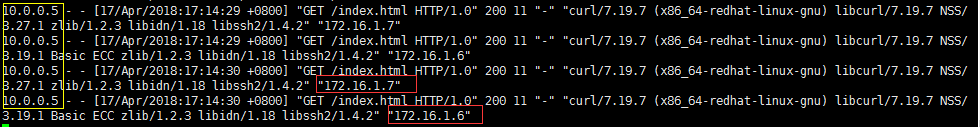 10.0.0.5 - - [17/Apr/2018:17:14:29 +0800] "GET /index.html HTTP/1.0" 200 11 "-" "curl/7.19.7 (x86_64-redhat-linux-gnu) libcurl/7.19.7 NSS/
3.27.1 zlib/1.2.3 libidn/1.18 libssh2/1.4.2" "172.16.1.7"
10.0.0.5 - - [17/Apr/2018:17:14:29 +0800] "GET /index.html HTTP/1.0" 200 11 "-" "curl/7.19.7 (x86_64-redhat-linux-gnu) libcurl/7.19.7 NSS/
3.19.1 Basic ECC zlib/1.2.3 libidn/1.18 libssh2/1.4.2" "172.16.1.6"
10.0.0.5 - - [17/Apr/2018:17:14:30 +0800] "GET /index.html HTTP/1.0" 200 11 "-" "curl/7.19.7 (x86_64-redhat-linux-gnu) libcurl/7.19.7 NSS/
3.27.1 zlib/1.2.3 libidn/1.18 libssh2/1.4.2" "172.16.1.7"
10.0.0.5 - - [17/Apr/2018:17:14:30 +0800] "GET /index.html HTTP/1.0" 200 11 "-" "curl/7.19.7 (x86_64-redhat-linux-gnu) libcurl/7.19.7 NSS/
3.19.1 Basic ECC zlib/1.2.3 libidn/1.18 libssh2/1.4.2" "172.16.1.6"